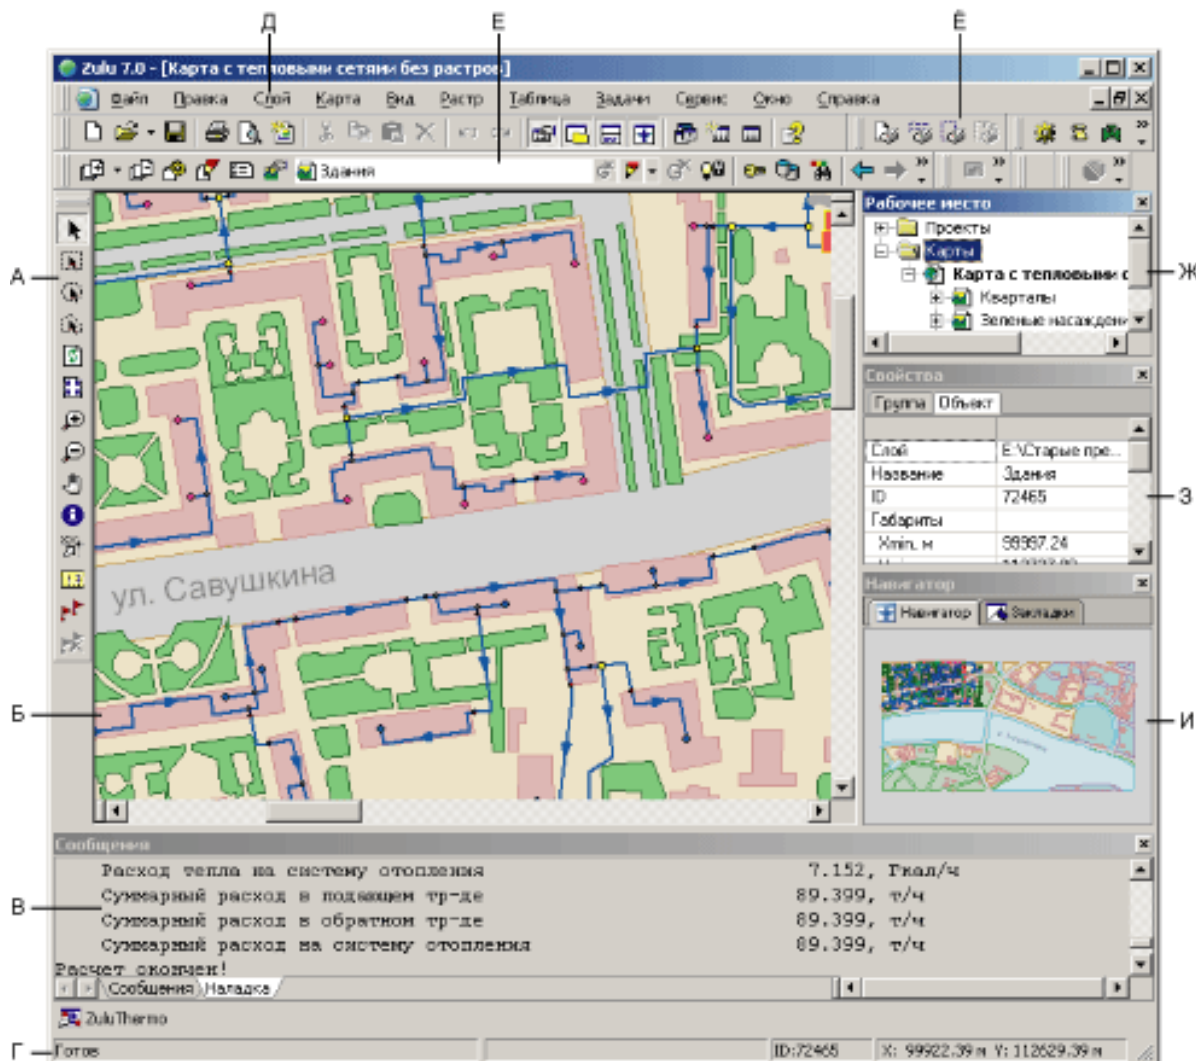 Д Е Ё
Zulu 7.0 - [Карта с тепловыми сетями без растров]
Файл Правка Слой Карта Вид Растр Таблица Задачи Сервис Окно Справка
Здания
А
Рабочее место
Проекты
Карты
Карта с тепловыми с
Кварталы
Зеленые насажден
Ж
Свойства
Группа Объект
Слой E:\Старые пре...
Название Здания
ID 72465
Габариты
Xmin, м 99997.24
З
Навигатор
Навигатор Закладки
И
ул. Савушкина
Б
Сообщения
Расход тепла на систему отопления 7.152, Гкал/ч
Суммарный расход в подающем тр-де 89.399, т/ч
Суммарный расход в обратном тр-де 89.399, т/ч
Суммарный расход на систему отопления 89.399, т/ч
Расчет окончен!
В
Сообщения Наладка
ZuluThermo
Г
Готов ID:72465 X: 99922.39 м Y: 112629.39 м